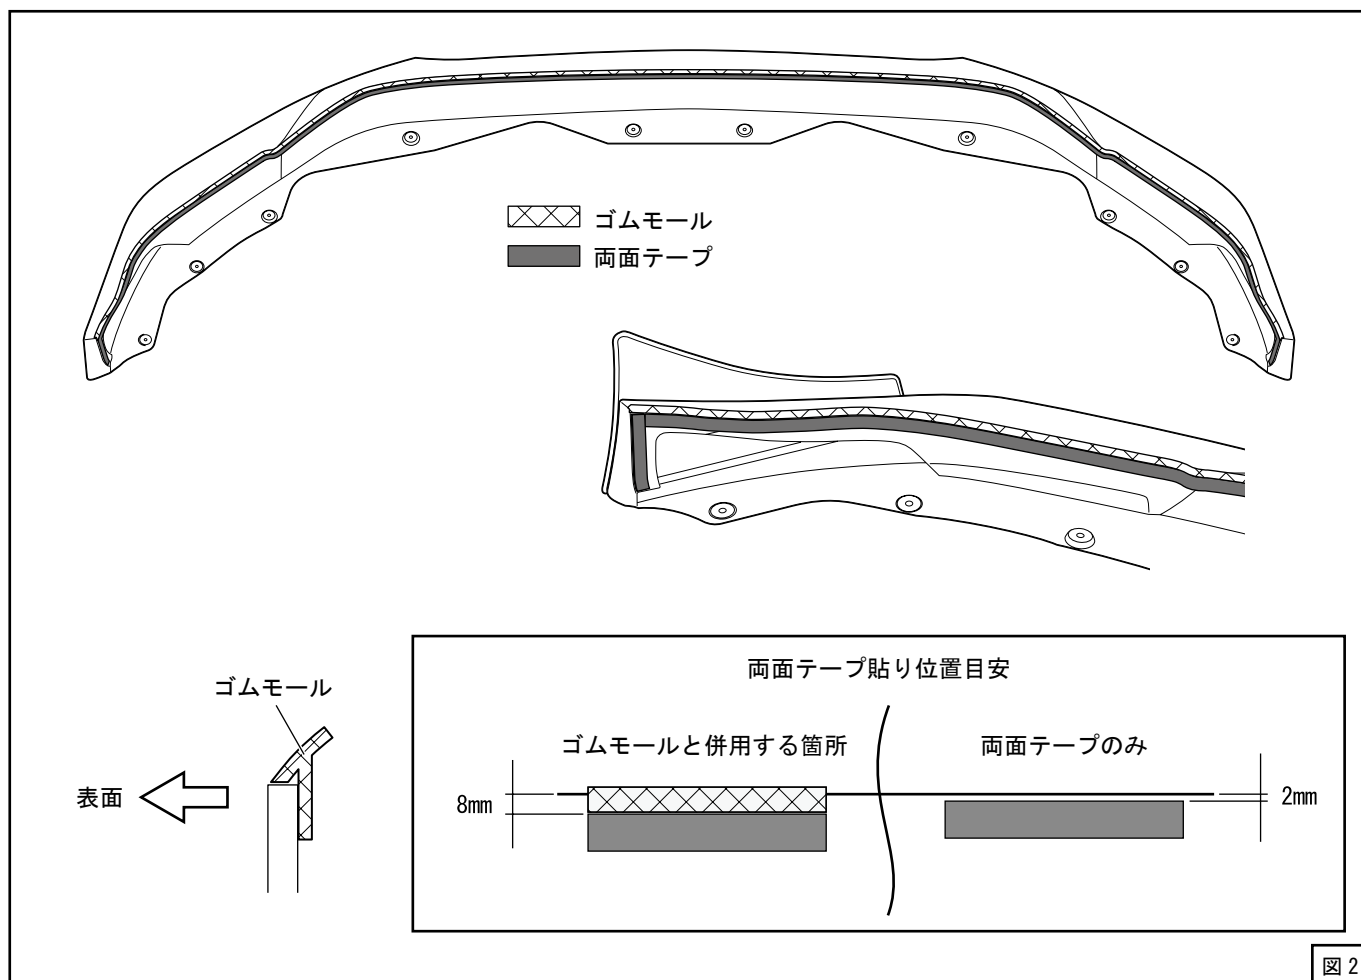 ゴムモール
両面テープ
ゴムモール
表面
両面テープ貼り位置目安
ゴムモールと併用する箇所
両面テープのみ
8mm
2mm
図2